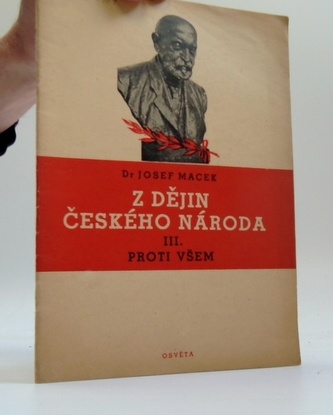 Dr JOSEF MACEK
Z DĚJIN
ČESKÉHO NÁRODA
III.
PROTI VŠEM
OSVĚTA